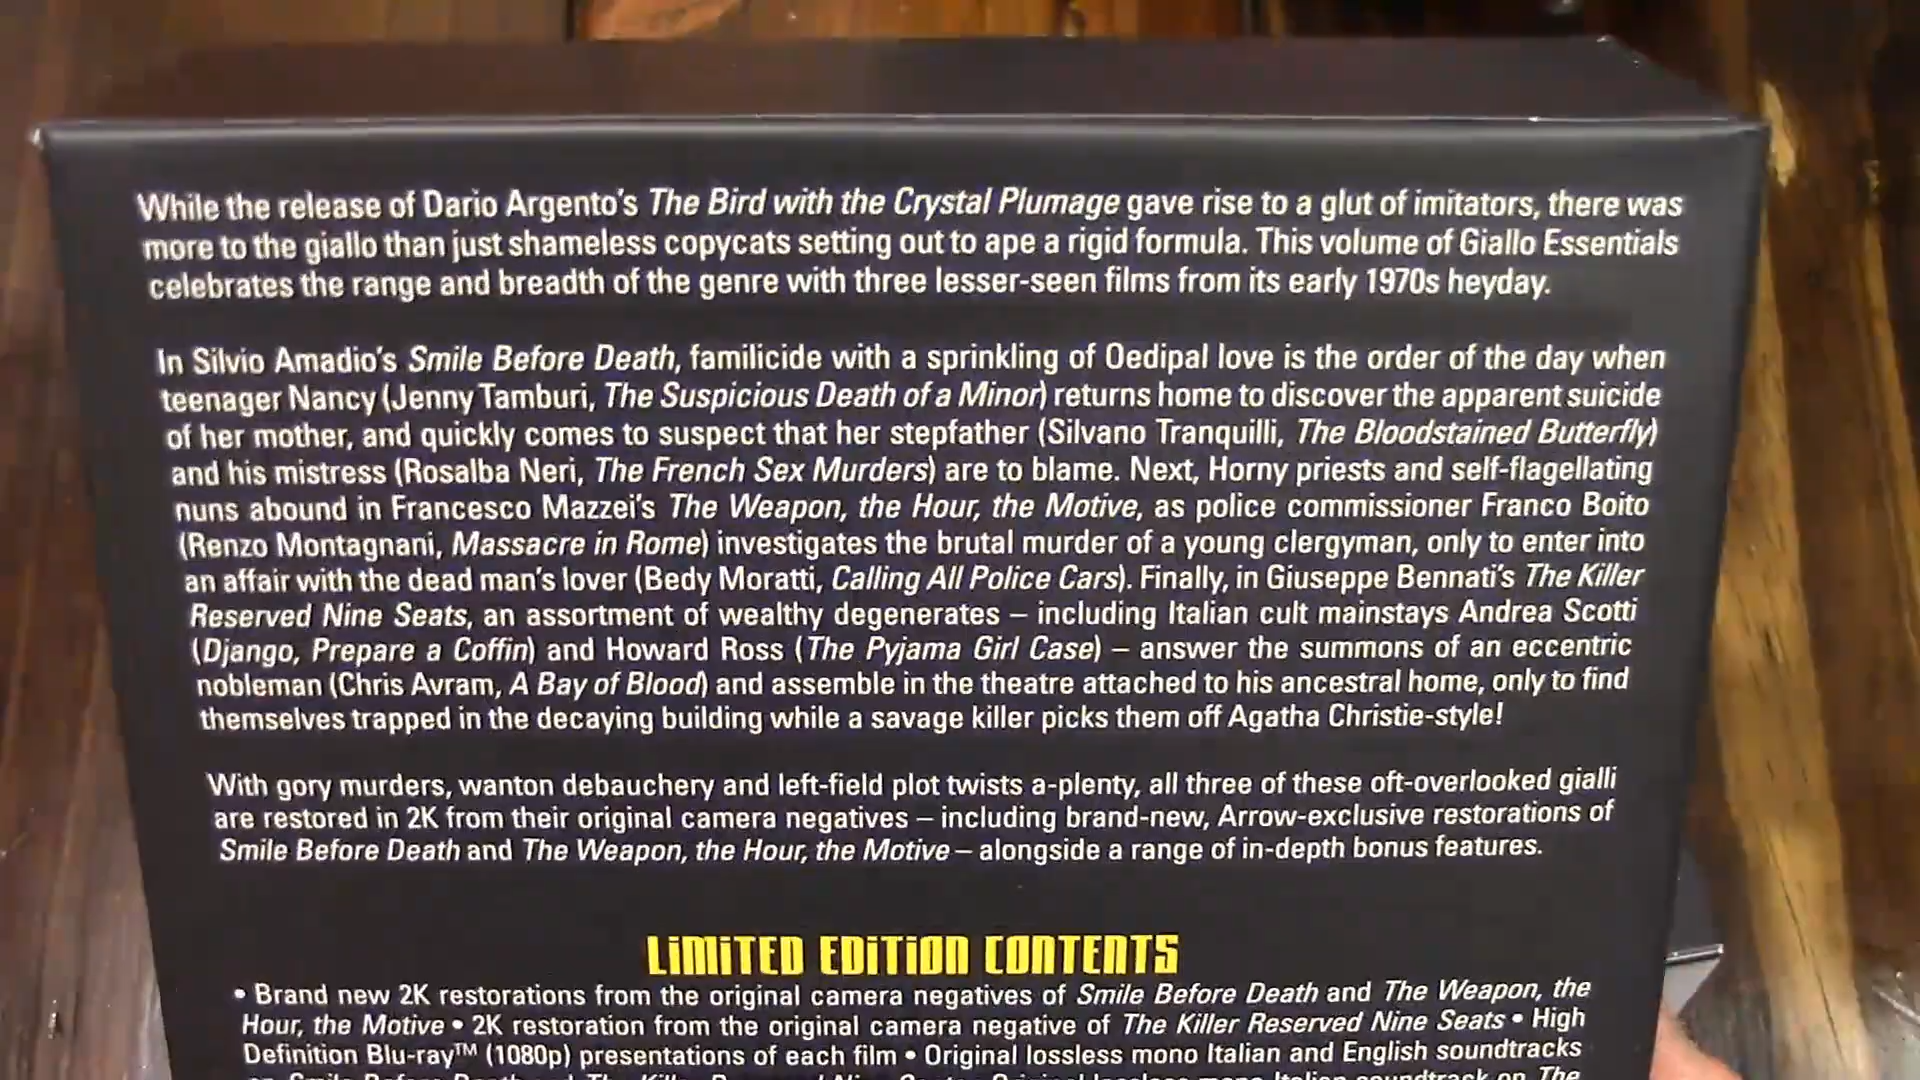 While the release of Dario Argento's The Bird with the Crystal Plumage gave rise to a glut of imitators, there was
more to the giallo than just shameless copycats setting out to ape a rigid formula. This volume of Giallo Essentials
celebrates the range and breadth of the genre with three lesser-seen films from its early 1970s heyday.
In Silvio Amadio's Smile Before Death, familicide with a sprinkling of Oedipal love is the order of the day when
teenager Nancy (Jenny Tamburi, The Suspicious Death of a Minor) returns home to discover the apparent suicide
of her mother, and quickly comes to suspect that her stepfather (Silvano Tranquilli, The Bloodstained Butterfly)
and his mistress (Rosalba Neri, The French Sex Murders) are to blame. Next, Horny priests and self-flagellating
nuns abound in Francesco Mazzei's The Weapon, the Hour, the Motive, as police commissioner Franco Boito
(Renzo Montagnani, Massacre in Rome) investigates the brutal murder of a young clergyman, only to enter into
an affair with the dead man's lover (Bedy Moratti, Calling All Police Cars). Finally, in Giuseppe Bennati's The Killer
Reserved Nine Seats, an assortment of wealthy degenerates – including Italian cult mainstays Andrea Scotti
(Django, Prepare a Coffin) and Howard Ross (The Pyjama Girl Case) – answer the summons of an eccentric
nobleman (Chris Avram, A Bay of Blood) and assemble in the theatre attached to his ancestral home, only to find
themselves trapped in the decaying building while a savage killer picks them off Agatha Christie-style!
With gory murders, wanton debauchery and left-field plot twists a-plenty, all three of these oft-overlooked gialli
are restored in 2K from their original camera negatives – including brand-new, Arrow-exclusive restorations of
Smile Before Death and The Weapon, the Hour, the Motive – alongside a range of in-depth bonus features.
LIMITED EDITION CONTENTS
• Brand new 2K restorations from the original camera negatives of Smile Before Death and The Weapon, the
Hour, the Motive • 2K restoration from the original camera negative of The Killer Reserved Nine Seats • High
Definition Blu-ray™ (1080p) presentations of each film • Original lossless mono Italian and English soundtracks